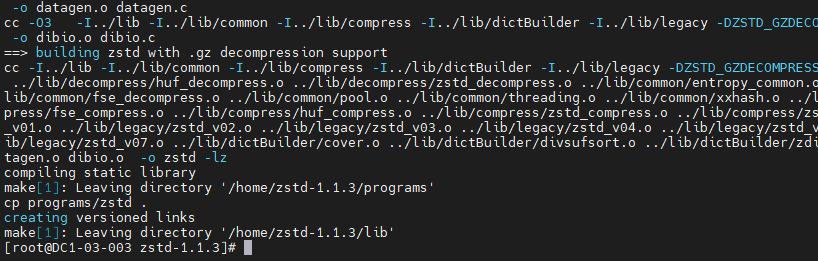 -o datagen.o datagen.c
cc -O3   -I../lib -I../lib/common -I../lib/compress -I../lib/dictBuilder -I../lib/legacy -DZSTD_GZDECO
-o dibio.o dibio.c
==> building zstd with .gz decompression support
cc -I../lib -I../lib/common -I../lib/compress -I../lib/dictBuilder -I../lib/legacy -DZSTD_GZDECOMPRESS
../lib/decompress/huf_decompress.o ../lib/decompress/zstd_decompress.o ../lib/common/entropy_common.o
lib/common/fse_decompress.o ../lib/common/pool.o ../lib/common/threading.o ../lib/common/xxhash.o ../l
press/fse_compress.o ../lib/compress/huf_compress.o ../lib/compress/zstd_compress.o ../lib/compress/zs
_v01.o ../lib/legacy/zstd_v02.o ../lib/legacy/zstd_v03.o ../lib/legacy/zstd_v04.o ../lib/legacy/zstd_v
ib/legacy/zstd_v07.o ../lib/dictBuilder/cover.o ../lib/dictBuilder/divsufsort.o ../lib/dictBuilder/zdi
tagen.o dibio.o  -o zstd -lz
compiling static library
make[1]: Leaving directory '/home/zstd-1.1.3/programs'
cp programs/zstd .
creating versioned links
make[1]: Leaving directory '/home/zstd-1.1.3/lib'
[root@DC1-03-003 zstd-1.1.3]#